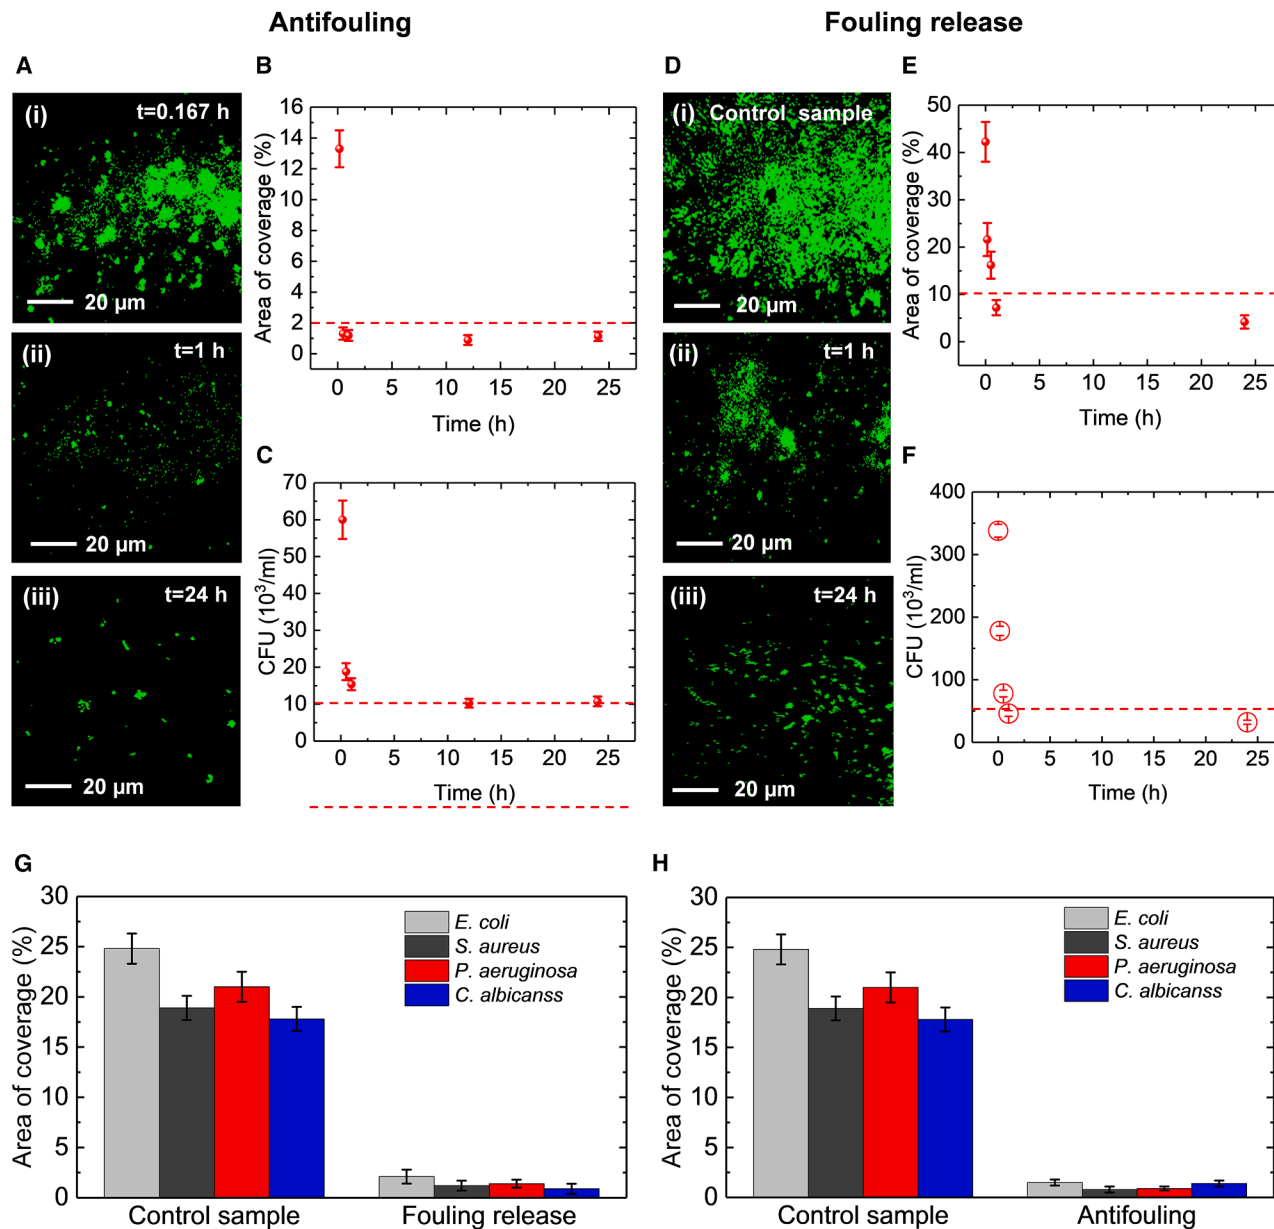 Antifouling
Fouling release
A
(i) t=0.167 h
20 µm
(ii)
20 µm
(iii) t=24 h
20 µm
B
Area of coverage (%)
16
14
12
10
8
6
4
2
0
0 5 10 15 20 25
Time (h)
C
CFU (10³/ml)
70
60
50
40
30
20
10
0
0 5 10 15 20 25
Time (h)
D
(i) Control sample
20 µm
(ii) t=1 h
20 µm
(iii) t=24 h
20 µm
E
Area of coverage (%)
50
40
30
20
10
0
0 5 10 15 20 25
Time (h)
F
CFU (10³/ml)
400
300
200
100
0
0 5 10 15 20 25
Time (h)
G
Area of coverage (%)
30
25
20
15
10
5
0
E. coli
S. aureus
P. aeruginosa
C. albicanss
Control sample Fouling release
H
Area of coverage (%)
30
25
20
15
10
5
0
E. coli
S. aureus
P. aeruginosa
C. albicanss
Control sample Antifouling